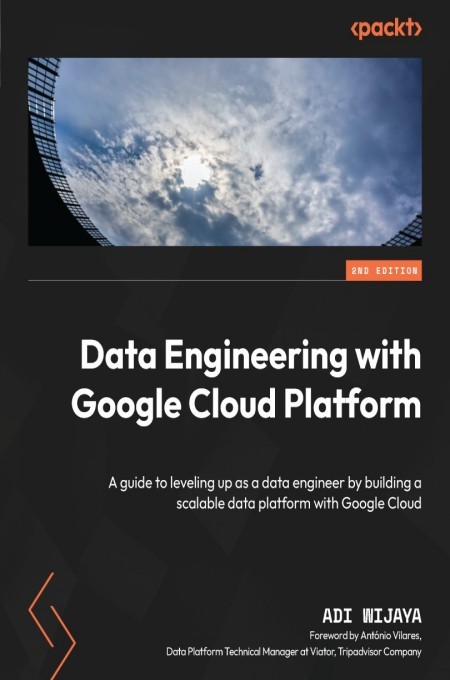 <packt>
2ND EDITION
Data Engineering with
Google Cloud Platform
A guide to leveling up as a data engineer by building a
scalable data platform with Google Cloud
ADI WIJAYA
Foreword by António Vilares,
Data Platform Technical Manager at Viator, Tripadvisor Company